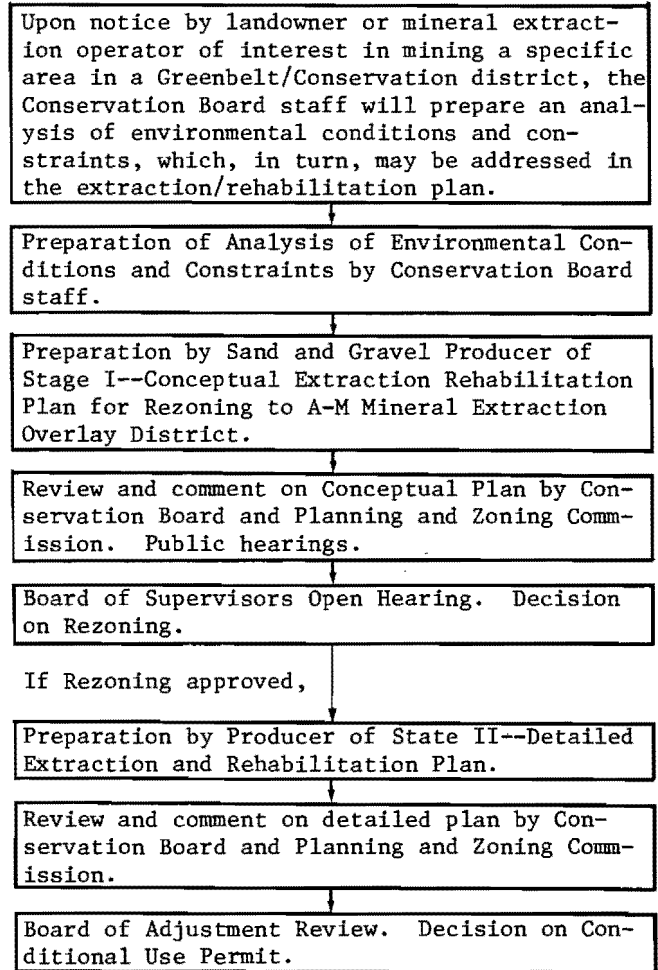 Upon notice by landowner or mineral extract-
ion operator of interest in mining a specific
area in a Greenbelt/Conservation district, the
Conservation Board staff will prepare an anal-
ysis of environmental conditions and con-
straints, which, in turn, may be addressed in
the extraction/rehabilitation plan.
Preparation of Analysis of Environmental Con-
ditions and Constraints by Conservation Board
staff.
Preparation by Sand and Gravel Producer of
Stage I--Conceptual Extraction Rehabilitation
Plan for Rezoning to A-M Mineral Extraction
Overlay District.
Review and comment on Conceptual Plan by Con-
servation Board and Planning and Zoning Comm-
ission. Public hearings.
Board of Supervisors Open Hearing. Decision
on Rezoning.
If Rezoning approved,
Preparation by Producer of State II--Detailed
Extraction and Rehabilitation Plan.
Review and comment on detailed plan by Con-
servation Board and Planning and Zoning Comm-
ission.
Board of Adjustment Review. Decision on Con-
ditional Use Permit.